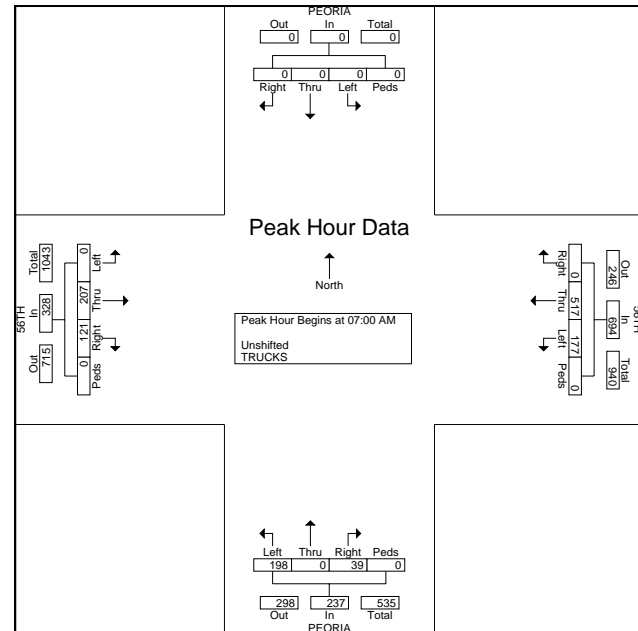 PEORIA
Out In Total
0 0 0
0 0 0 0
Right Thru Left Peds
Peak Hour Data
North
Peak Hour Begins at 07:00 AM
Unshifted
TRUCKS
56TH
Total In Out
1043 328 715
0 207 121 0
Left Thru Right Peds
Right Thru Left Peds
0 517 177 0
Out In Total
246 694 940
56TH
Left Thru Right Peds
198 0 39 0
298 237 535
Out In Total
PEORIA